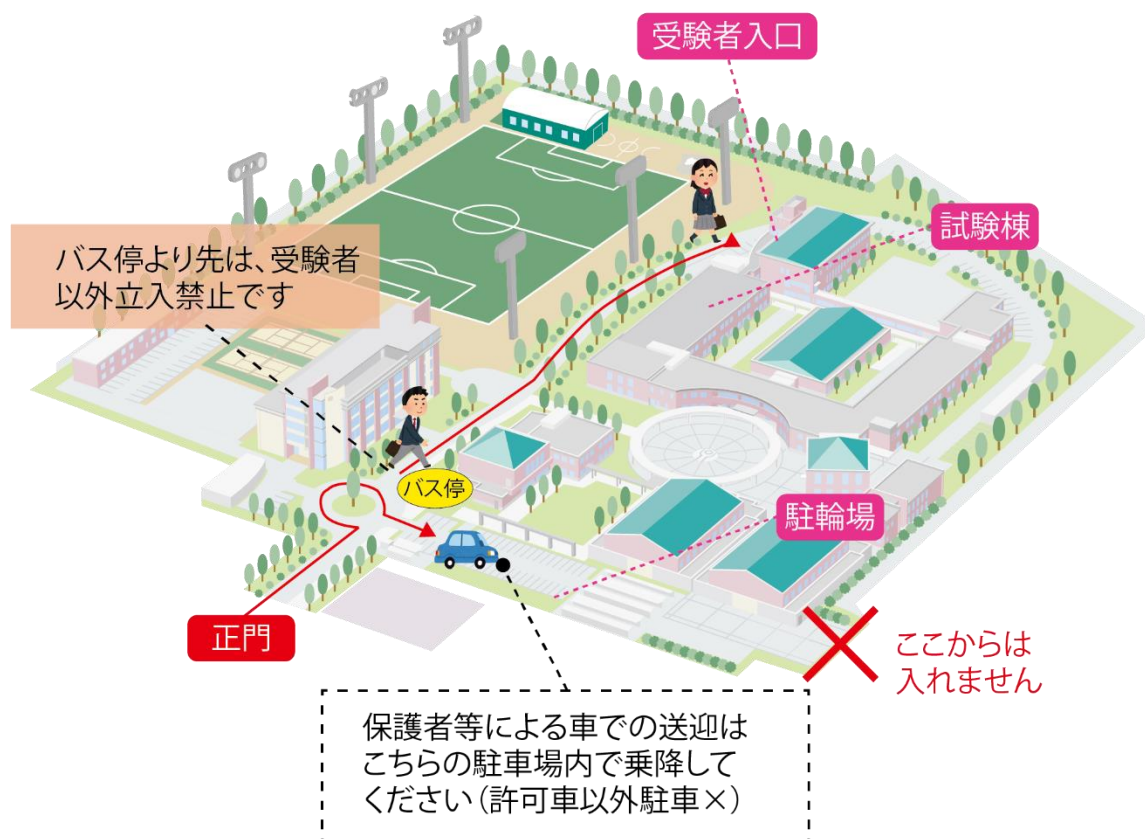 受験者入口
試験棟
バス停より先は、受験者
以外立入禁止です
バス停
駐輪場
正門
ここからは
入れません
保護者等による車での送迎は
こちらの駐車場内で乗降して
ください(許可車以外駐車×)